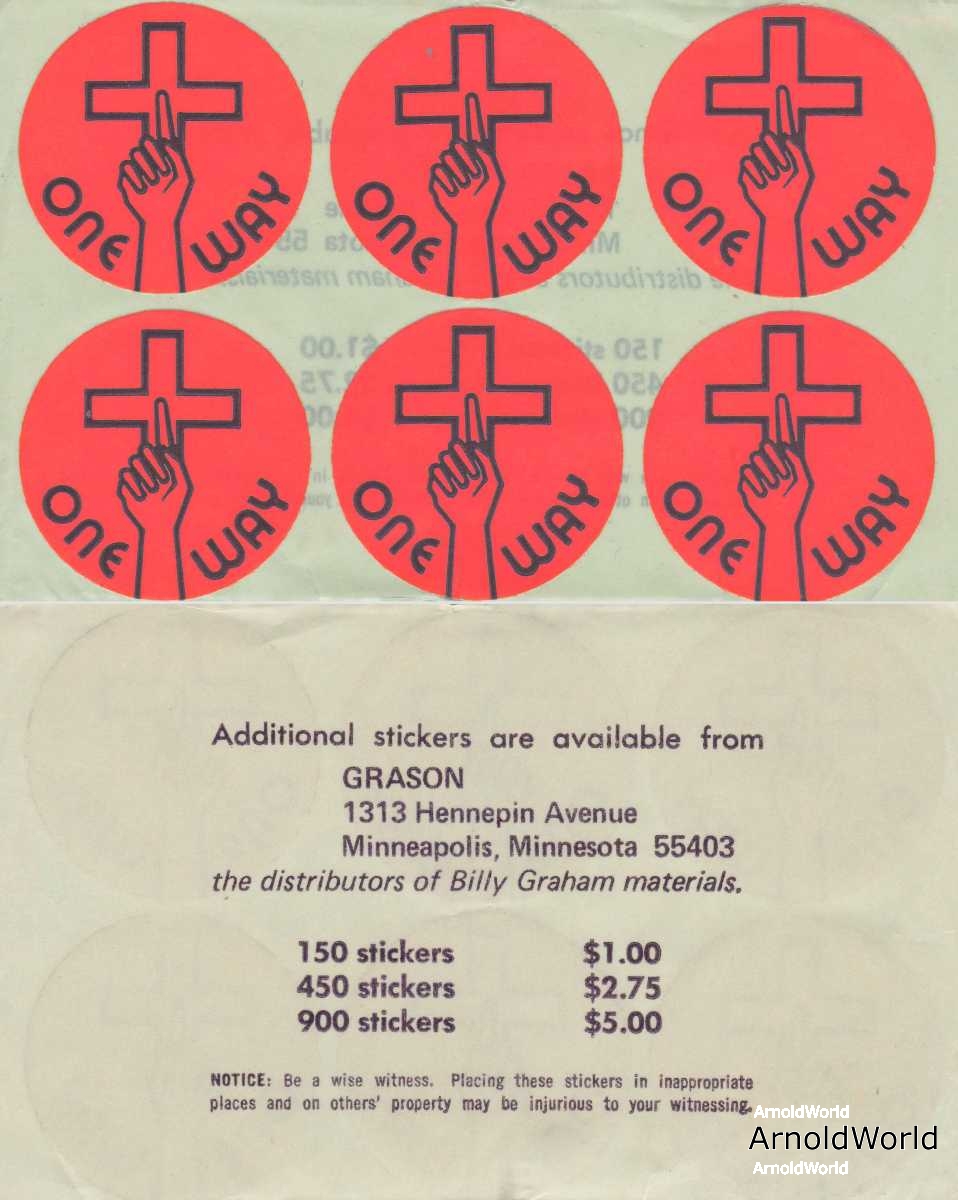 ONE WAY
ONE WAY
ONE WAY
ONE WAY
ONE WAY
ONE WAY
Additional stickers are available from
GRASON
1313 Hennepin Avenue
Minneapolis, Minnesota 55403
the distributors of Billy Graham materials.
150 stickers $1.00
450 stickers $2.75
900 stickers $5.00
NOTICE: Be a wise witness. Placing these stickers in inappropriate
places and on others' property may be injurious to your witnessing.
ArnoldWorld
ArnoldWorld
ArnoldWorld